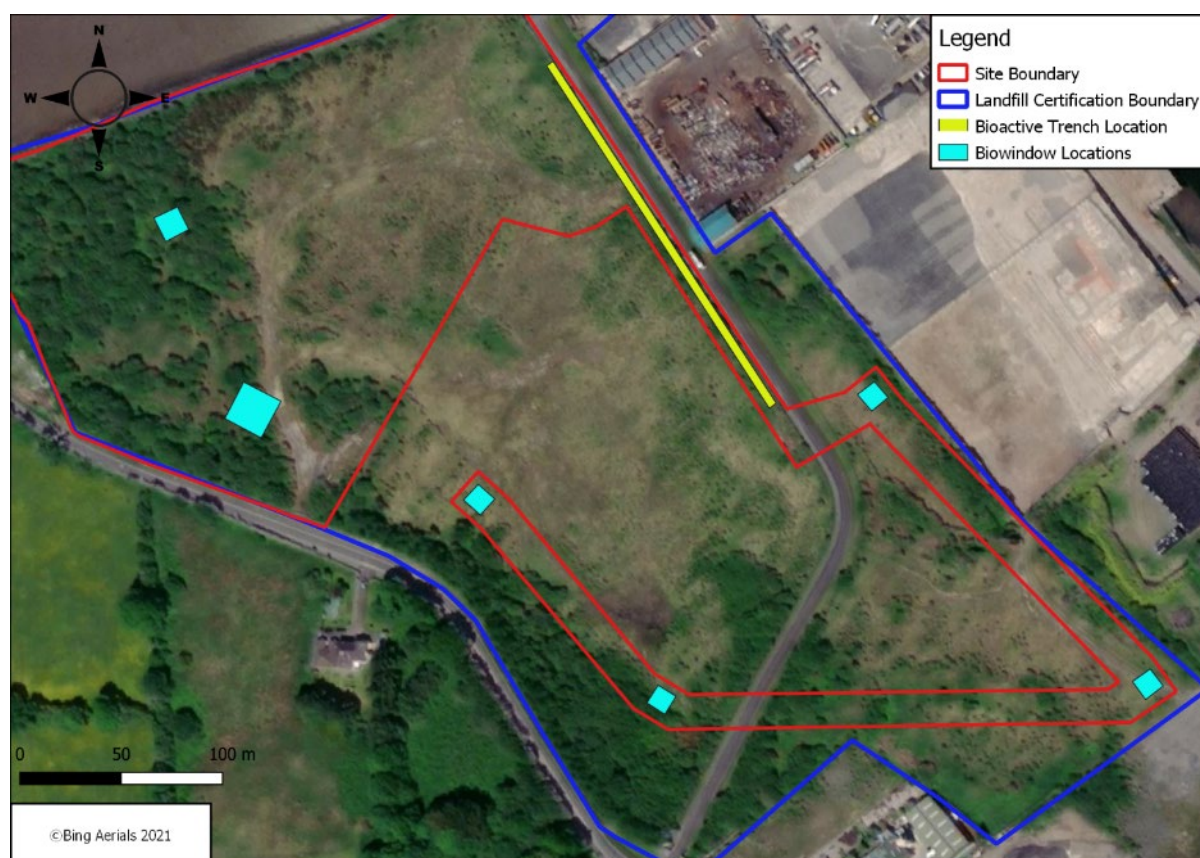 N
W E
S
Legend
Site Boundary
Landfill Certification Boundary
Bioactive Trench Location
Biowindow Locations
0 50 100 m
©Bing Aerials 2021